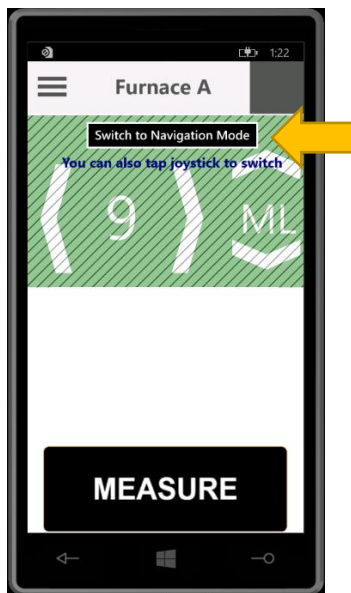 1:22
Furnace A
Switch to Navigation Mode
You can also tap joystick to switch
9
ML
MEASURE